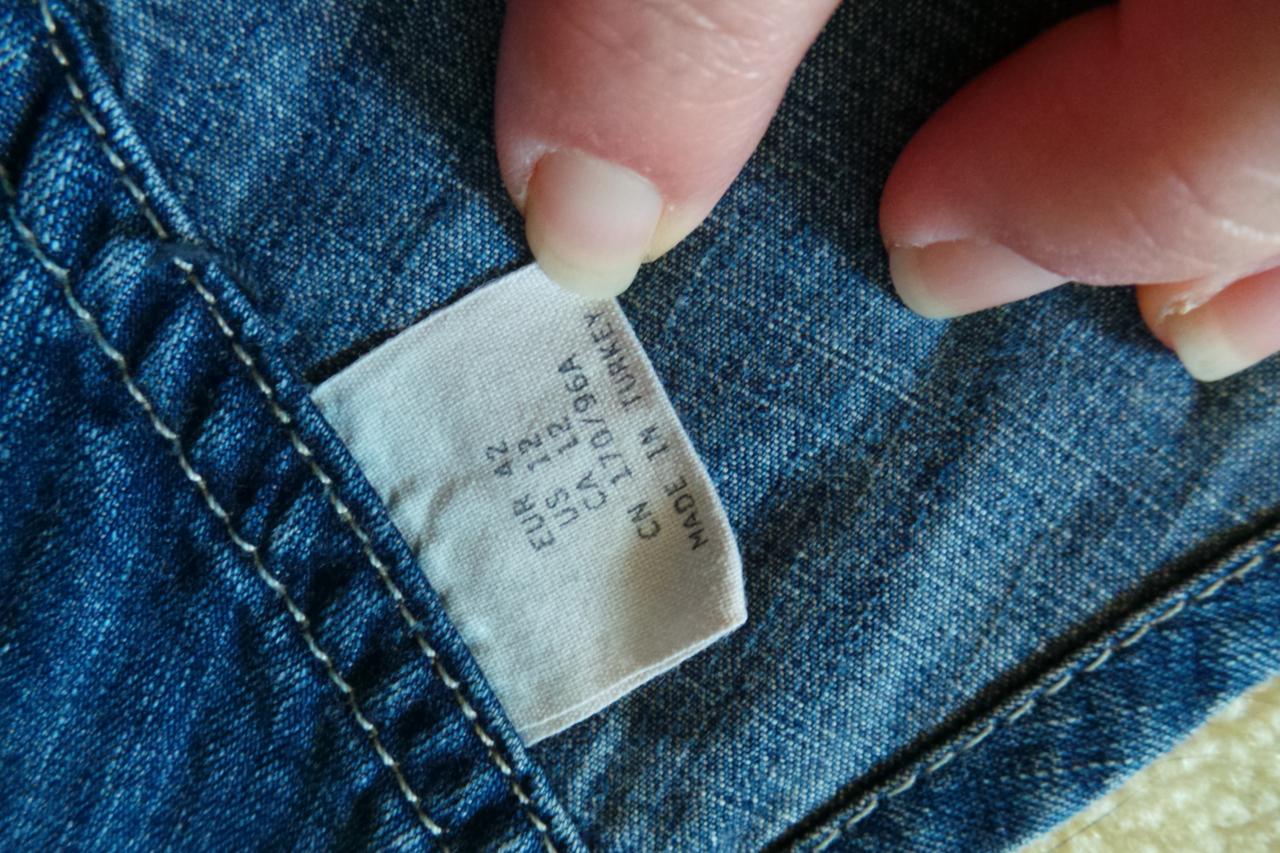 EUR 42
US 12
CA 12
CN 170/96A
MADE IN TURKEY